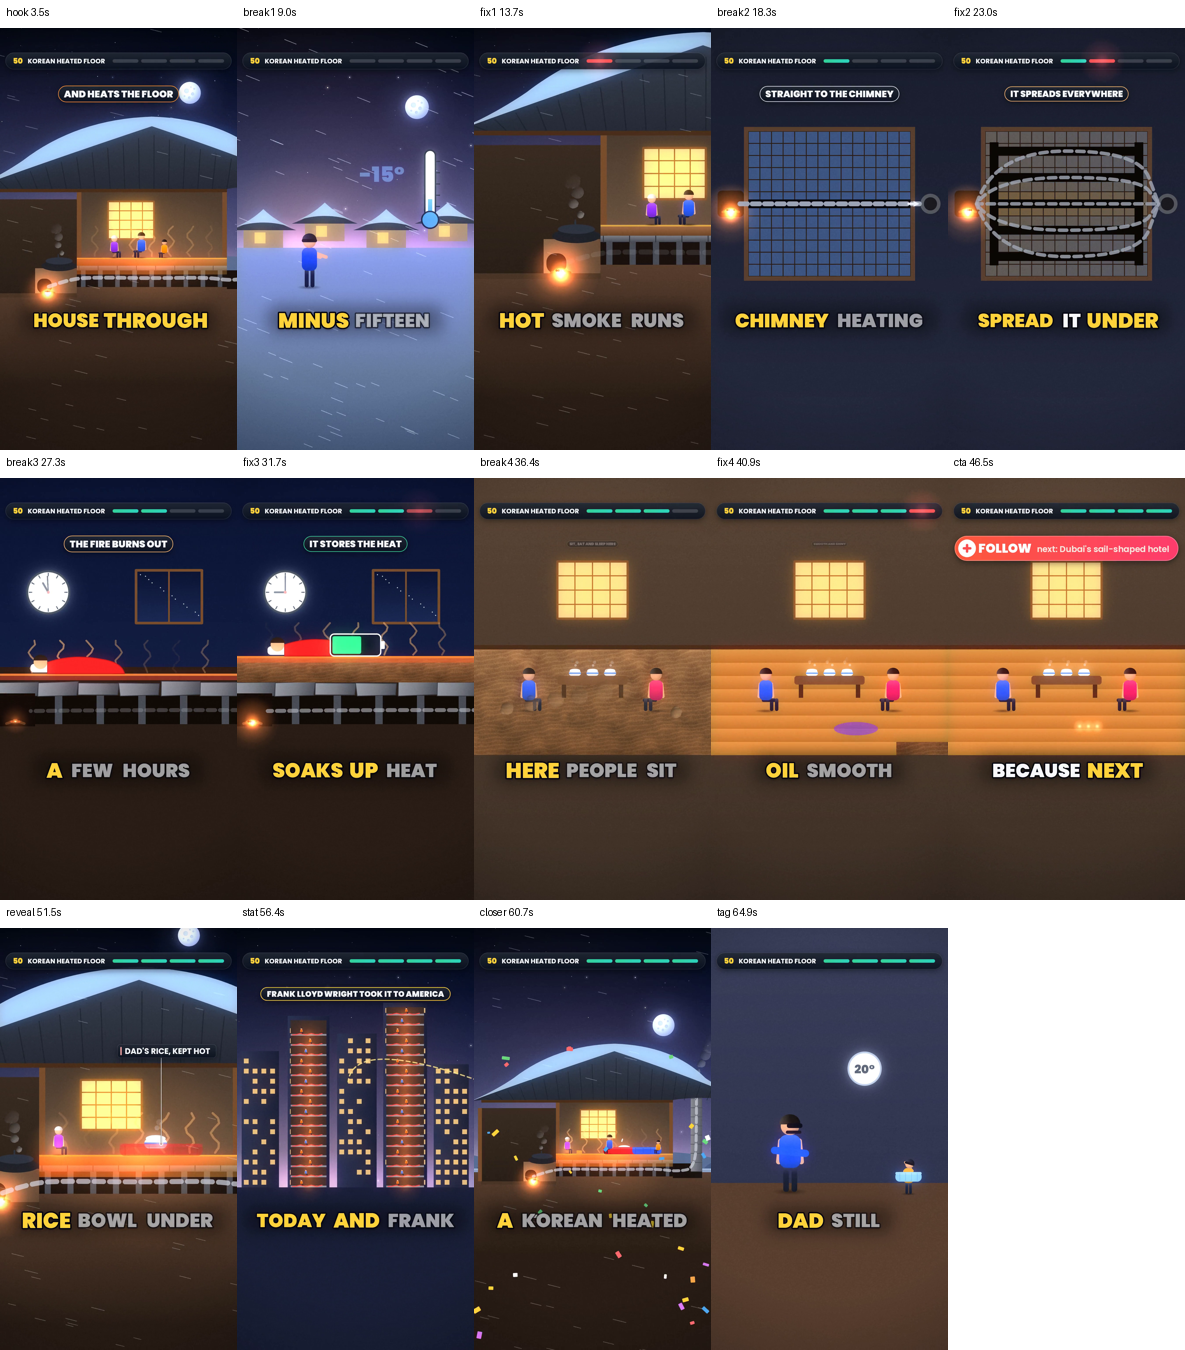 hook 3.5s
50 KOREAN HEATED FLOOR
AND HEATS THE FLOOR
HOUSE THROUGH
break1 9.0s
50 KOREAN HEATED FLOOR
-15°
MINUS FIFTEEN
fix1 13.7s
50 KOREAN HEATED FLOOR
HOT SMOKE RUNS
break2 18.3s
50 KOREAN HEATED FLOOR
STRAIGHT TO THE CHIMNEY
CHIMNEY HEATING
fix2 23.0s
50 KOREAN HEATED FLOOR
IT SPREADS EVERYWHERE
SPREAD IT UNDER
break3 27.3s
50 KOREAN HEATED FLOOR
THE FIRE BURNS OUT
A FEW HOURS
fix3 31.7s
50 KOREAN HEATED FLOOR
IT STORES THE HEAT
SOAKS UP HEAT
break4 36.4s
50 KOREAN HEATED FLOOR
HERE PEOPLE SIT
fix4 40.9s
50 KOREAN HEATED FLOOR
OIL SMOOTH
cta 46.5s
50 KOREAN HEATED FLOOR
FOLLOW next: Dubai's sail-shaped hotel
BECAUSE NEXT
reveal 51.5s
50 KOREAN HEATED FLOOR
DAD'S RICE, KEPT HOT
RICE BOWL UNDER
stat 56.4s
50 KOREAN HEATED FLOOR
FRANK LLOYD WRIGHT TOOK IT TO AMERICA
TODAY AND FRANK
closer 60.7s
50 KOREAN HEATED FLOOR
A KOREAN HEATED
tag 64.9s
50 KOREAN HEATED FLOOR
20°
DAD STILL